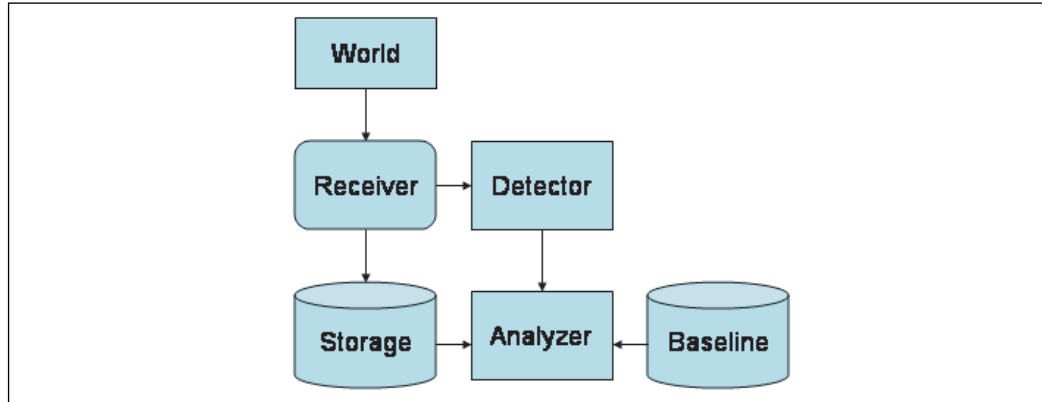 World
Receiver
Detector
Storage
Analyzer
Baseline